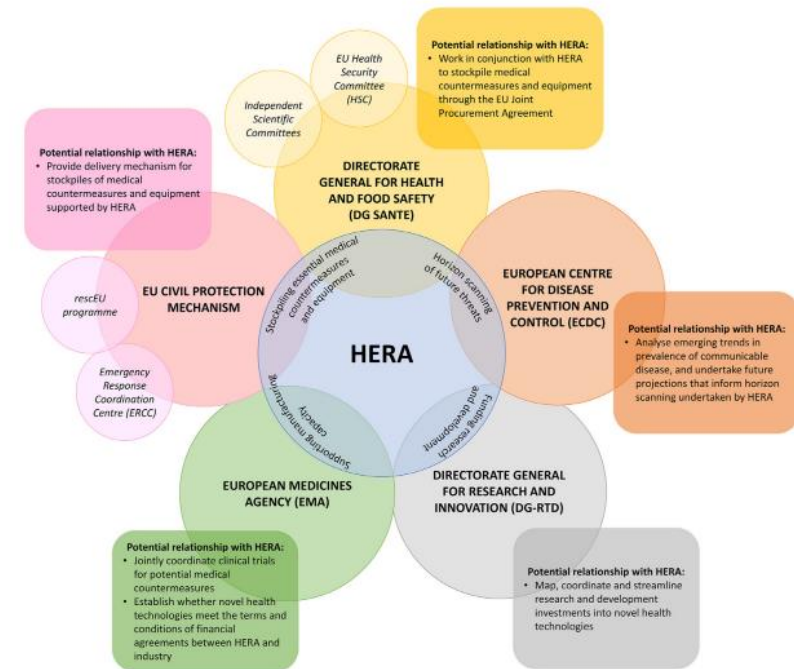 EU Health
Security
Committee
(HSC)
Independent
Scientific
Committees
Potential relationship with HERA:
• Work in conjunction with HERA
to stockpile medical
countermeasures and equipment
through the EU Joint
Procurement Agreement
Potential relationship with HERA:
• Provide delivery mechanism for
stockpiles of medical
countermeasures and equipment
supported by HERA
DIRECTORATE
GENERAL FOR HEALTH
AND FOOD SAFETY
(DG SANTE)
EU CIVIL PROTECTION
MECHANISM
rescEU
programme
Emergency
Response
Coordination
Centre (ERCC)
Stockpiling essential medical
countermeasures
and equipment
Horizon scanning
of future threats
EUROPEAN CENTRE
FOR DISEASE
PREVENTION AND
CONTROL (ECDC)
Potential relationship with HERA:
• Analyse emerging trends in
prevalence of communicable
disease, and undertake future
projections that inform horizon
scanning undertaken by HERA
HERA
Supporting manufacturing
capacity
Funding research
and development
EUROPEAN MEDICINES
AGENCY (EMA)
DIRECTORATE GENERAL
FOR RESEARCH AND
INNOVATION (DG-RTD)
Potential relationship with HERA:
• Jointly coordinate clinical trials
for potential medical
countermeasures
• Establish whether novel health
technologies meet the terms and
conditions of financial
agreements between HERA and
industry
Potential relationship with HERA:
• Map, coordinate and streamline
research and development
investments into novel health
technologies